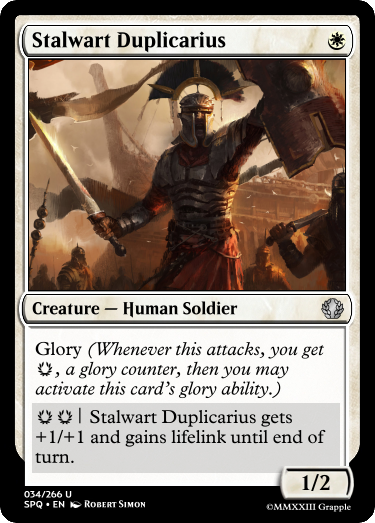 Stalwart Duplicarius
Creature — Human Soldier
Glory (Whenever this attacks, you get
, a glory counter, then you may
activate this card's glory ability.)
| Stalwart Duplicarius gets
+1/+1 and gains lifelink until end of
turn.
1/2
034/266 U
SPQ • EN Robert Simon
©MMXXIII Grapple